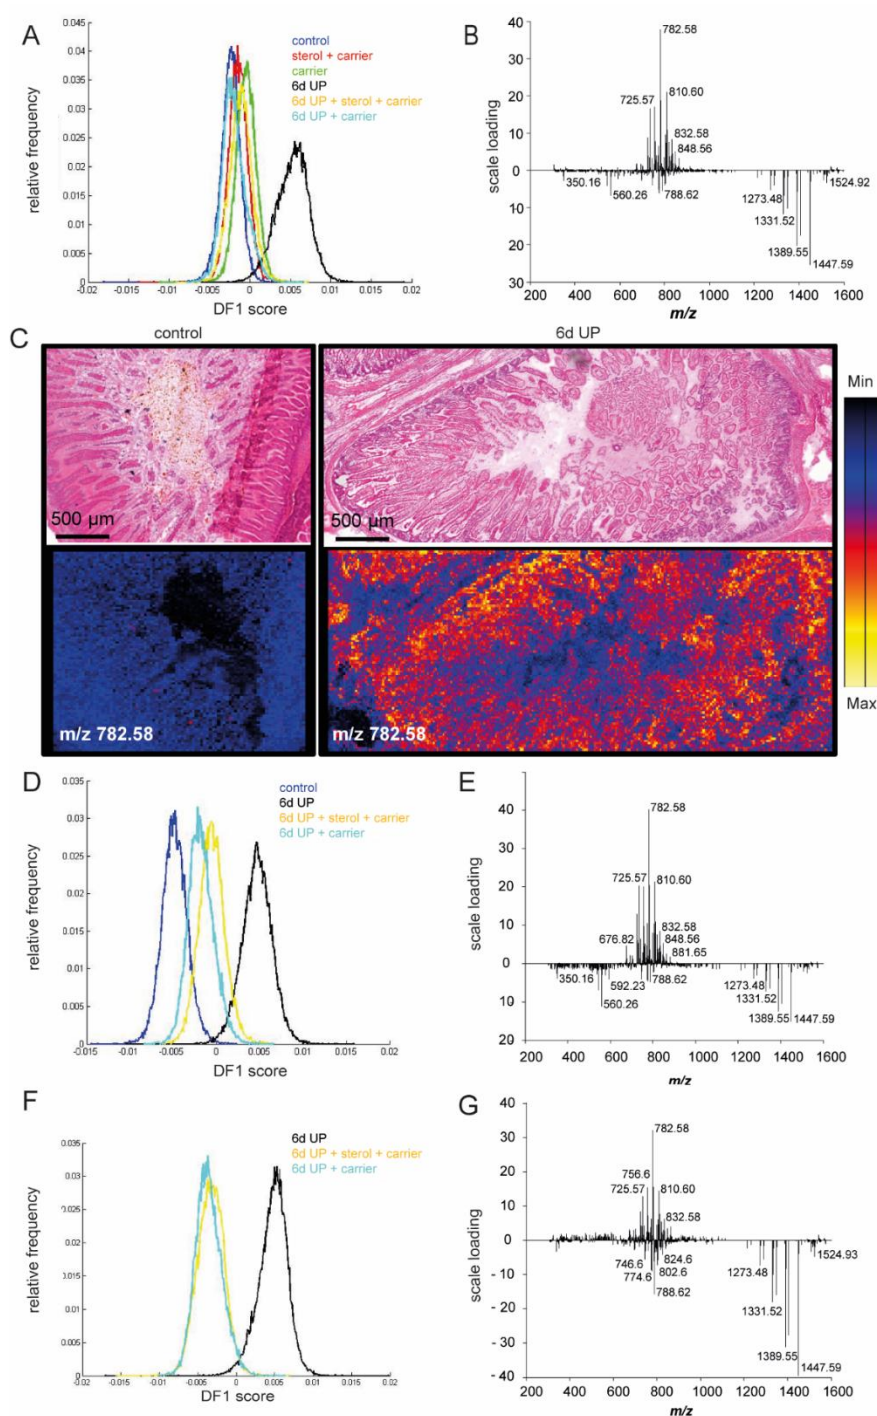 A
relative frequency
0.05
0.045
0.04
0.035
0.03
0.025
0.02
0.015
0.01
0.005
0
-0.02
-0.015
-0.01
-0.005
0
0.005
0.01
0.015
0.02
DF1 score
control
sterol + carrier
carrier
6d UP
6d UP + sterol + carrier
6d UP + carrier
B
scale loading
40
30
20
10
0
10
20
30
782.58
725.57
810.60
832.58
848.56
350.16
560.26
788.62
1273.48
1331.52
1389.55
1447.59
1524.92
200 400 600 800 1000 1200 1400 1600
m/z
C
control
6d UP
500 µm
500 µm
m/z 782.58
m/z 782.58
Min
Max
D
relative frequency
0.035
0.03
0.025
0.02
0.015
0.01
0.005
0
-0.015
-0.01
-0.005
0
0.005
0.01
0.015
0.02
DF1 score
control
6d UP
6d UP + sterol + carrier
6d UP + carrier
E
scale loading
40
30
20
10
0
10
20
782.58
725.57
810.60
832.58
848.56
881.65
676.82
350.16
592.23
560.26
788.62
1273.48
1331.52
1389.55
1447.59
200 400 600 800 1000 1200 1400 1600
m/z
F
relative frequency
0.035
0.03
0.025
0.02
0.015
0.01
0.005
0
-0.02
-0.015
-0.01
-0.005
0
0.005
0.01
0.015
0.02
DF1 score
6d UP
6d UP + sterol + carrier
6d UP + carrier
G
scale loading
40
30
20
10
0
- 10
- 20
- 30
- 40
782.58
756.6
725.57
810.60
832.58
746.6
774.6
824.6
802.6
788.62
1273.48
1331.52
1389.55
1447.59
1524.93
200 400 600 800 1000 1200 1400 1600
m/z